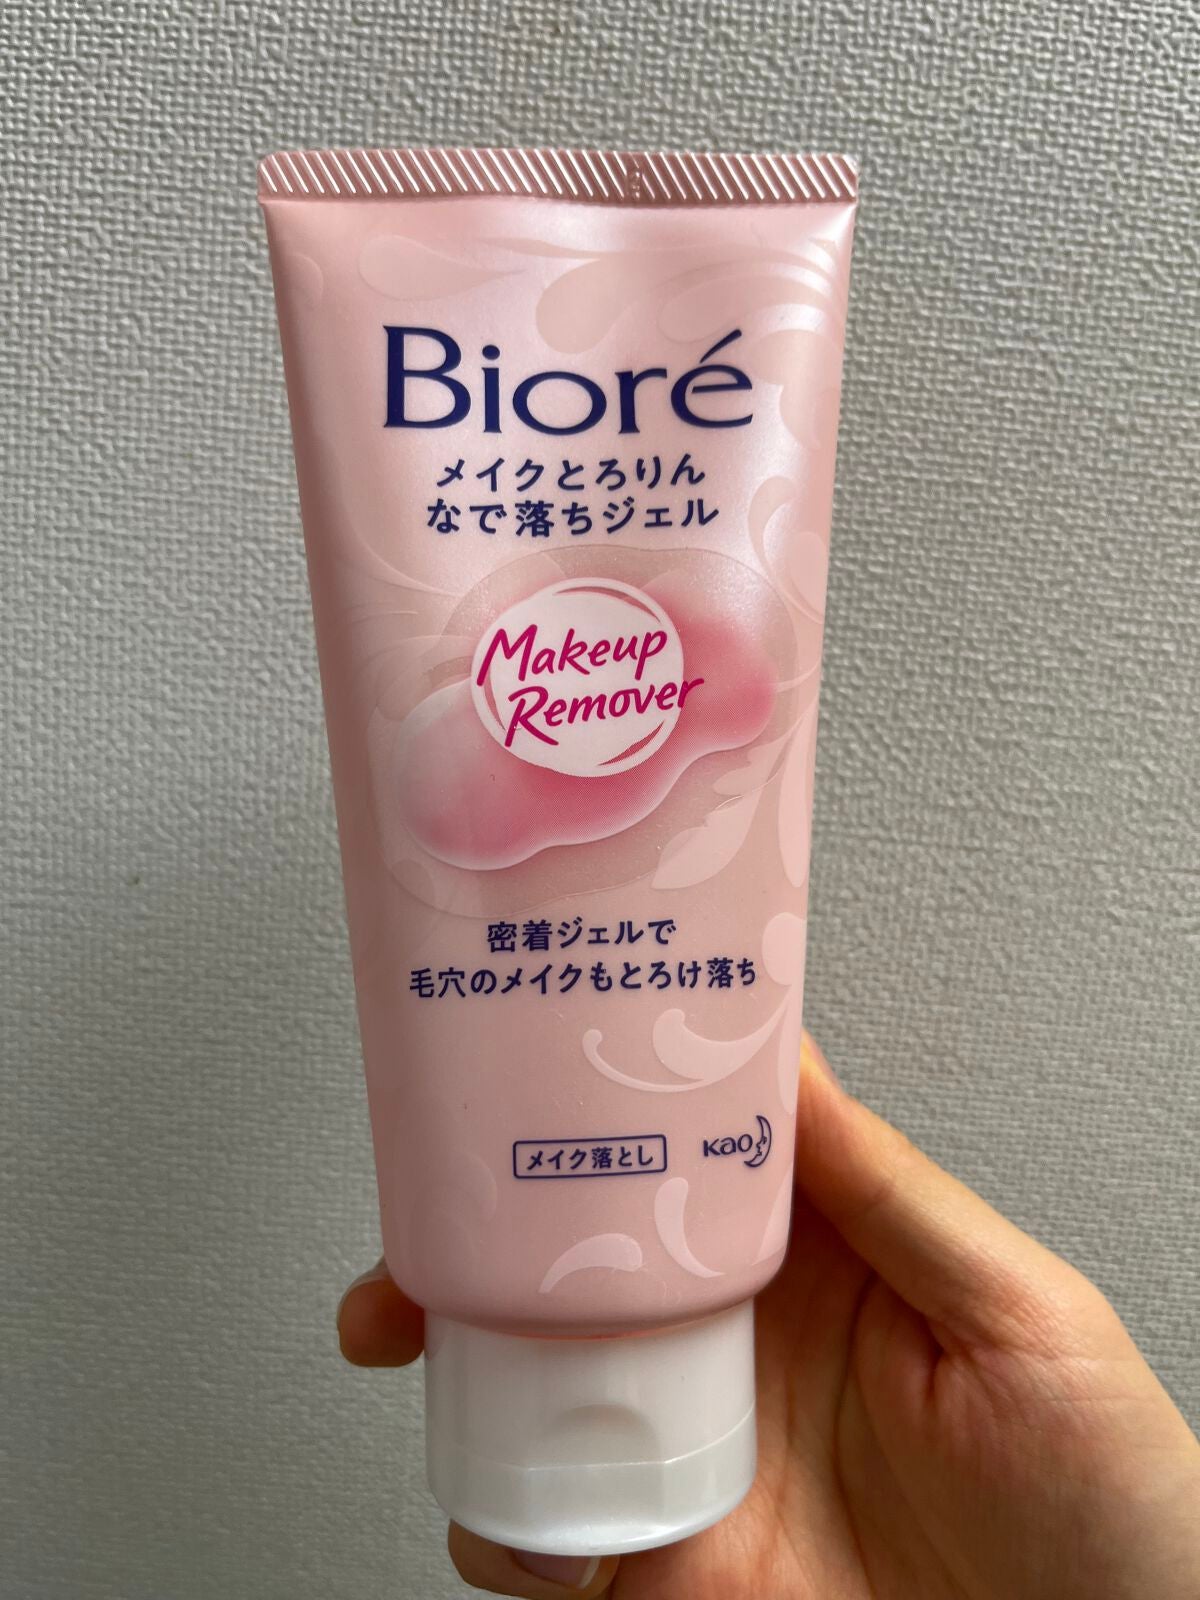 Bioré
メイクとろりん
なで落ちジェル
Makeup
Remover
密着ジェルで
毛穴のメイクもとろけ落ち
メイク落とし
Kao